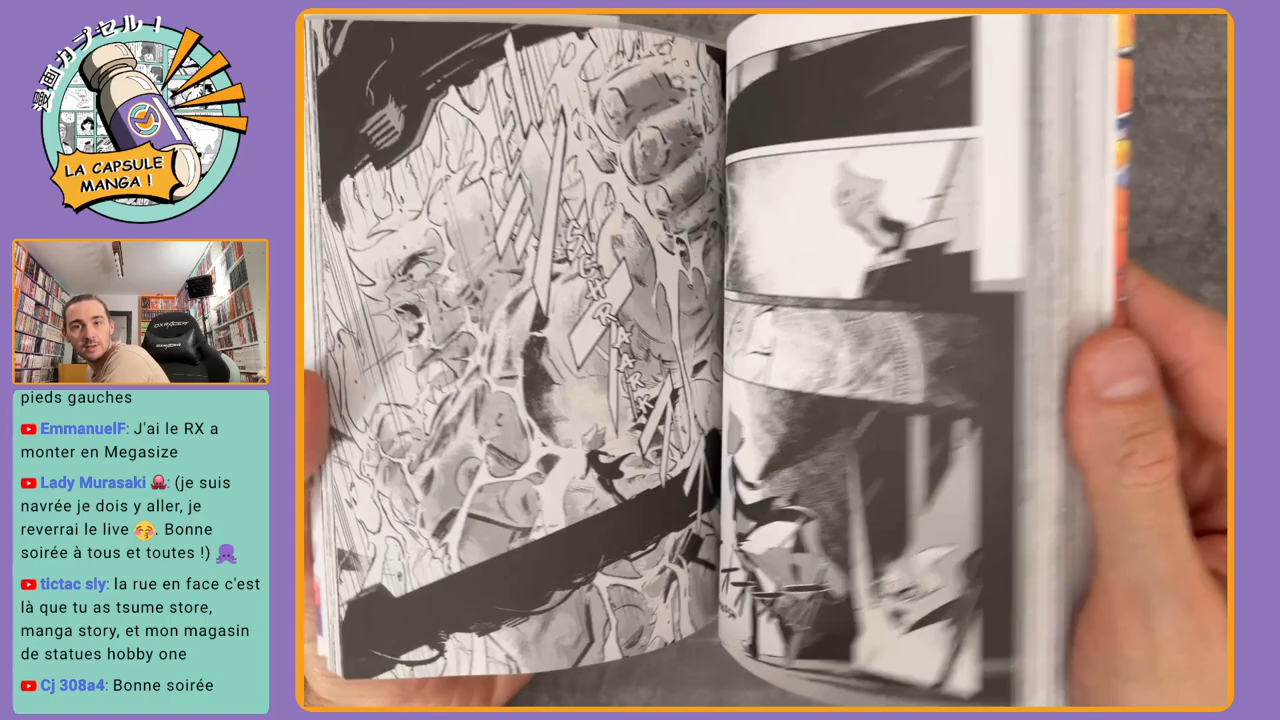 漫画カプセル!
LA CAPSULE
MANGA !
DXRACER
DXRACER
pieds gauches
EmmanuelF: J'ai le RX a
monter en Megasize
Lady Murasaki : (je suis
navrée je dois y aller, je
reverrai le live . Bonne
soirée à tous et toutes !)
tictac sly: la rue en face c'est
là que tu as tsume store,
manga story, et mon magasin
de statues hobby one
Cj 308a4: Bonne soirée